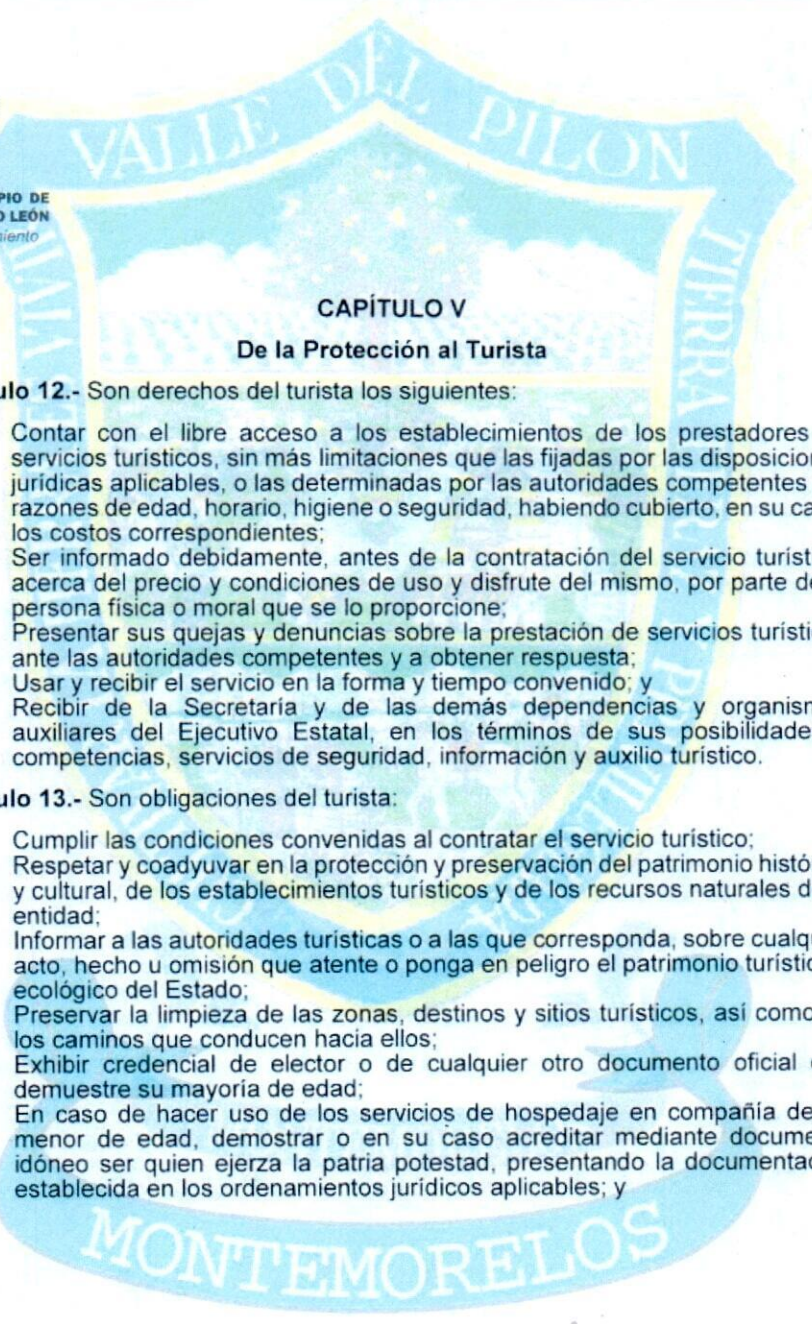 VALLE DEL PILON
PIO DE
O LEÓN
miento
TIERRA
CAPÍTULO V
De la Protección al Turista
ulo 12.- Son derechos del turista los siguientes:
Contar con el libre acceso a los establecimientos de los prestadores
servicios turísticos, sin más limitaciones que las fijadas por las disposicion
jurídicas aplicables, o las determinadas por las autoridades competentes
razones de edad, horario, higiene o seguridad, habiendo cubierto, en su ca
los costos correspondientes;
Ser informado debidamente, antes de la contratación del servicio turíst
acerca del precio y condiciones de uso y disfrute del mismo, por parte de
persona física o moral que se lo proporcione;
Presentar sus quejas y denuncias sobre la prestación de servicios turísti
ante las autoridades competentes y a obtener respuesta;
Usar y recibir el servicio en la forma y tiempo convenido; y
Recibir de la Secretaría y de las demás dependencias y organism
auxiliares del Ejecutivo Estatal, en los términos de sus posibilidade
competencias, servicios de seguridad, información y auxilio turístico.
ulo 13.- Son obligaciones del turista:
Cumplir las condiciones convenidas al contratar el servicio turístico;
Respetar y coadyuvar en la protección y preservación del patrimonio histó
y cultural, de los establecimientos turísticos y de los recursos naturales d
entidad;
Informar a las autoridades turísticas o a las que corresponda, sobre cualqu
acto, hecho u omisión que atente o ponga en peligro el patrimonio turístic
ecológico del Estado;
Preservar la limpieza de las zonas, destinos y sitios turísticos, así como
los caminos que conducen hacia ellos;
Exhibir credencial de elector o de cualquier otro documento oficial
demuestre su mayoría de edad;
En caso de hacer uso de los servicios de hospedaje en compañía de
menor de edad, demostrar o en su caso acreditar mediante docume
idóneo ser quien ejerza la patria potestad, presentando la documentac
establecida en los ordenamientos jurídicos aplicables; y
MONTEMORELOS